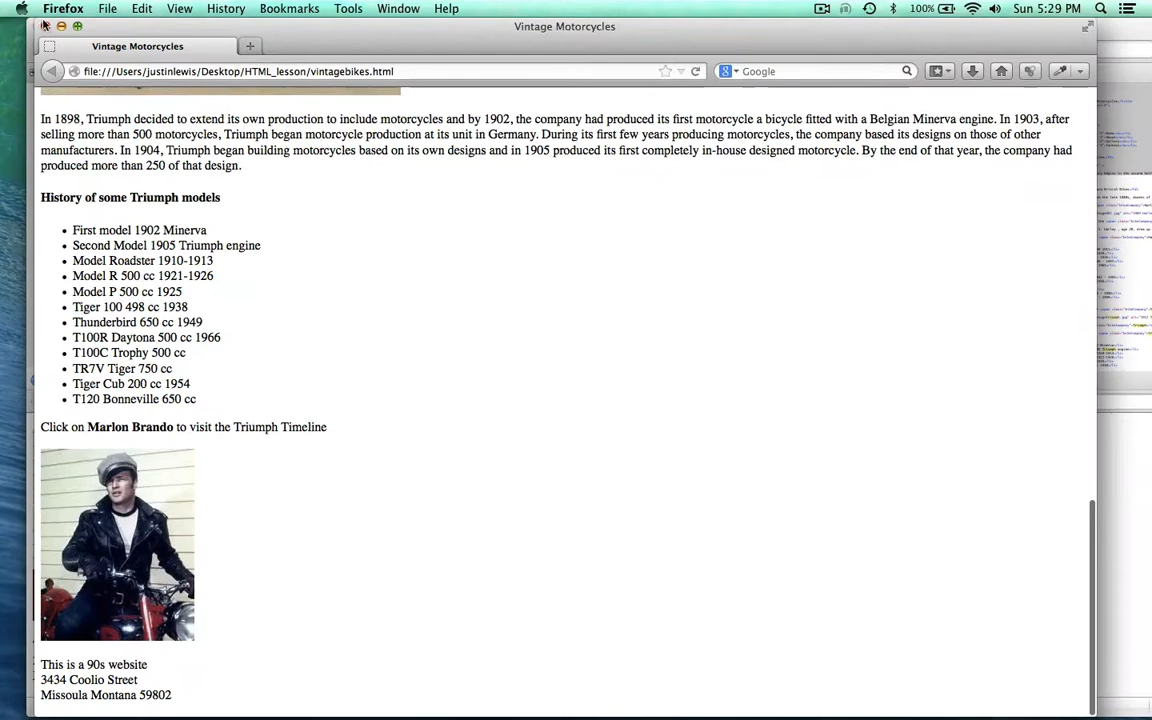 Firefox File Edit View History Bookmarks Tools Window Help 100% Sun 5:29 PM
Vintage Motorcycles
Vintage Motorcycles
file:///Users/justinlewis/Desktop/HTML_lesson/vintagebikes.html Google
In 1898, Triumph decided to extend its own production to include motorcycles and by 1902, the company had produced its first motorcycle a bicycle fitted with a Belgian Minerva engine. In 1903, after
selling more than 500 motorcycles, Triumph began motorcycle production at its unit in Germany. During its first few years producing motorcycles, the company based its designs on those of other
manufacturers. In 1904, Triumph began building motorcycles based on its own designs and in 1905 produced its first completely in-house designed motorcycle. By the end of that year, the company had
produced more than 250 of that design.
History of some Triumph models
• First model 1902 Minerva
• Second Model 1905 Triumph engine
• Model Roadster 1910-1913
• Model R 500 cc 1921-1926
• Model P 500 cc 1925
• Tiger 100 498 cc 1938
• Thunderbird 650 cc 1949
• T100R Daytona 500 cc 1966
• T100C Trophy 500 cc
• TR7V Tiger 750 cc
• Tiger Cub 200 cc 1954
• T120 Bonneville 650 cc
Click on Marlon Brando to visit the Triumph Timeline
This is a 90s website
3434 Coolio Street
Missoula Montana 59802